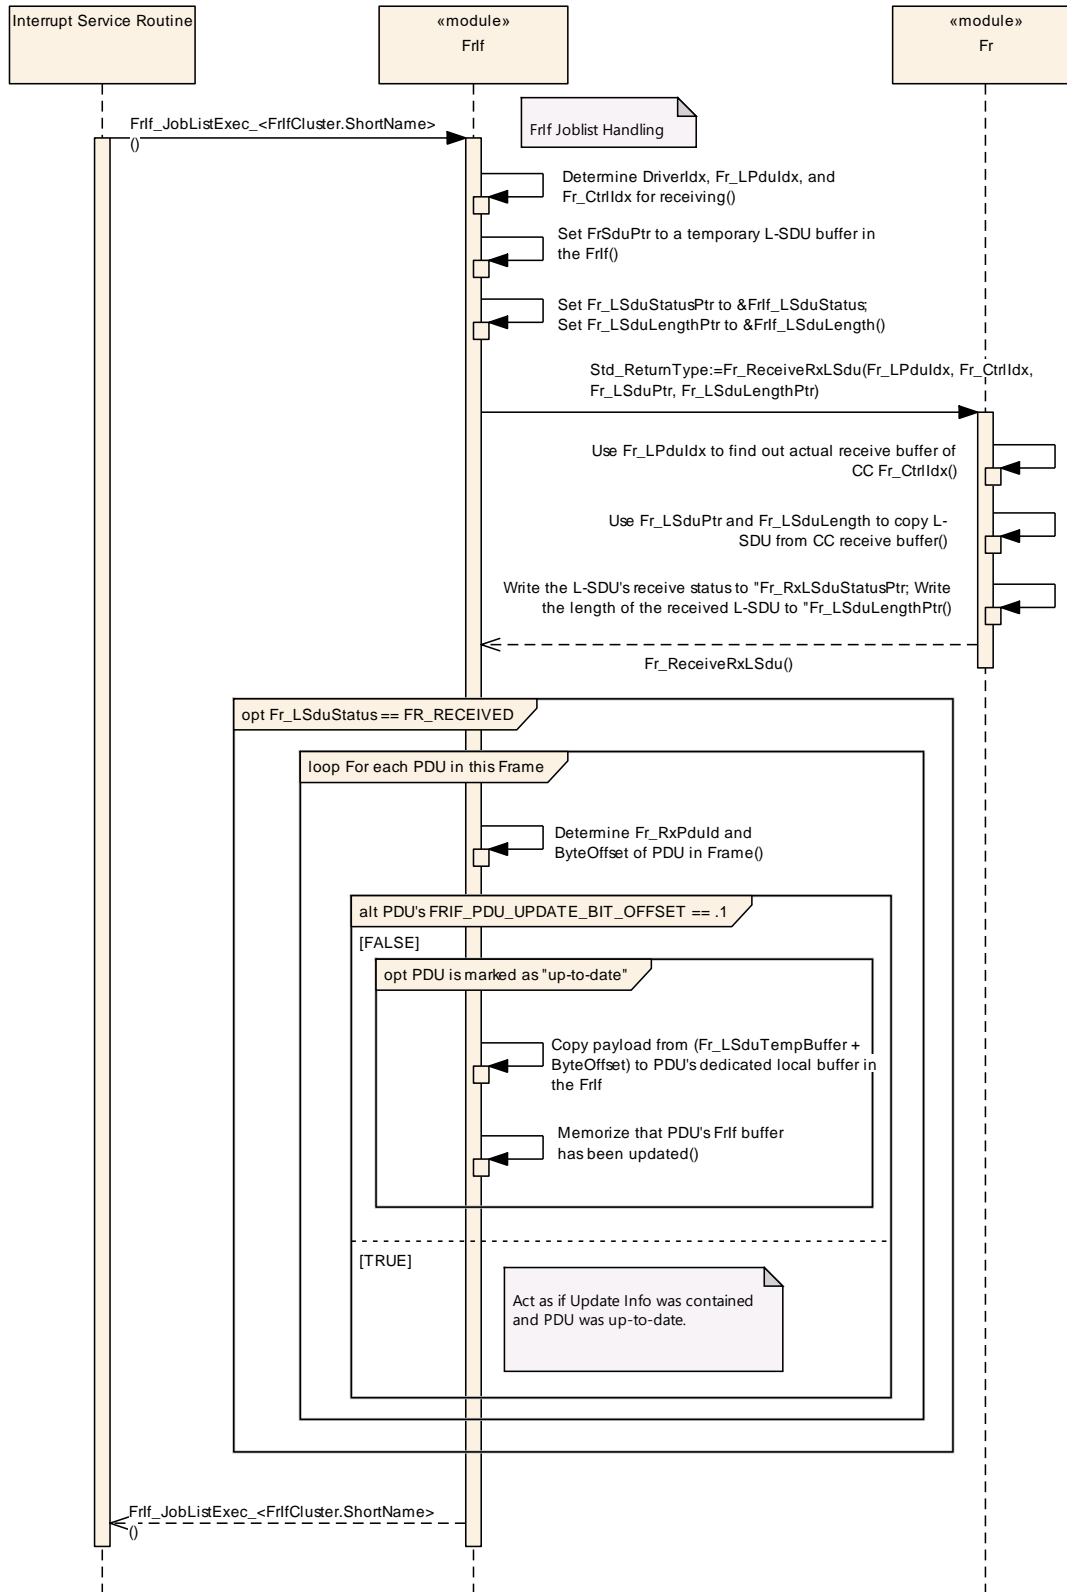 Interrupt Service Routine
«module»
FrIf
«module»
Fr
FrIf_JobListExec_<FrIfCluster.ShortName>
()
FrIf Joblist Handling
Determine DriverIdx, Fr_LPduIdx, and
Fr_CtrlIdx for receiving()
Set FrSduPtr to a temporary L-SDU buffer in
the FrIf()
Set Fr_LSduStatusPtr to &FrIf_LSduStatus;
Set Fr_LSduLengthPtr to &FrIf_LSduLength()
Std_ReturnType:=Fr_ReceiveRxLSdu(Fr_LPduIdx, Fr_CtrlIdx,
Fr_LSduPtr, Fr_LSduLengthPtr)
Use Fr_LPduIdx to find out actual receive buffer of
CC Fr_CtrlIdx()
Use Fr_LSduPtr and Fr_LSduLength to copy L-
SDU from CC receive buffer()
Write the L-SDU's receive status to "Fr_RxLSduStatusPtr; Write
the length of the received L-SDU to "Fr_LSduLengthPtr()
Fr_ReceiveRxLSdu()
opt Fr_LSduStatus == FR_RECEIVED
loop For each PDU in this Frame
Determine Fr_RxPduId and
ByteOffset of PDU in Frame()
alt PDU's FRIF_PDU_UPDATE_BIT_OFFSET == .1
[FALSE]
opt PDU is marked as "up-to-date"
Copy payload from (Fr_LSduTempBuffer +
ByteOffset) to PDU's dedicated local buffer in
the FrIf
Memorize that PDU's FrIf buffer
has been updated()
[TRUE]
Act as if Update Info was contained
and PDU was up-to-date.
FrIf_JobListExec_<FrIfCluster.ShortName>
()